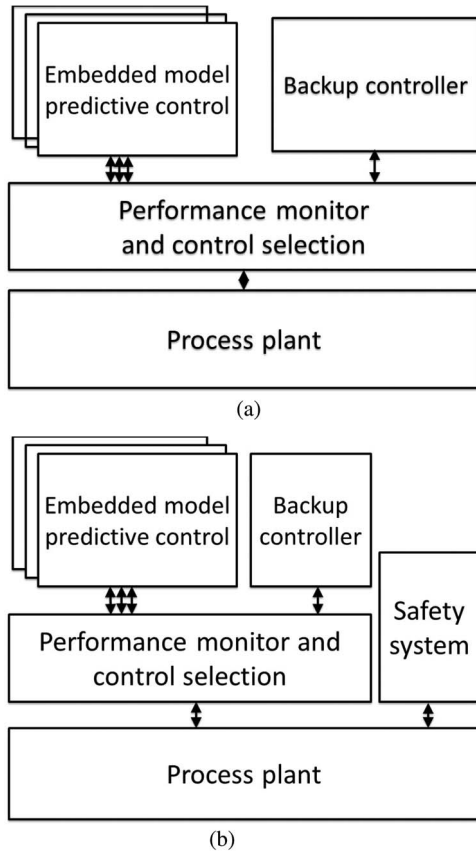 Embedded model
predictive control
Backup controller
Performance monitor
and control selection
Process plant
(a)
Embedded model
predictive control
Backup
controller
Safety
system
Performance monitor and
control selection
Process plant
(b)